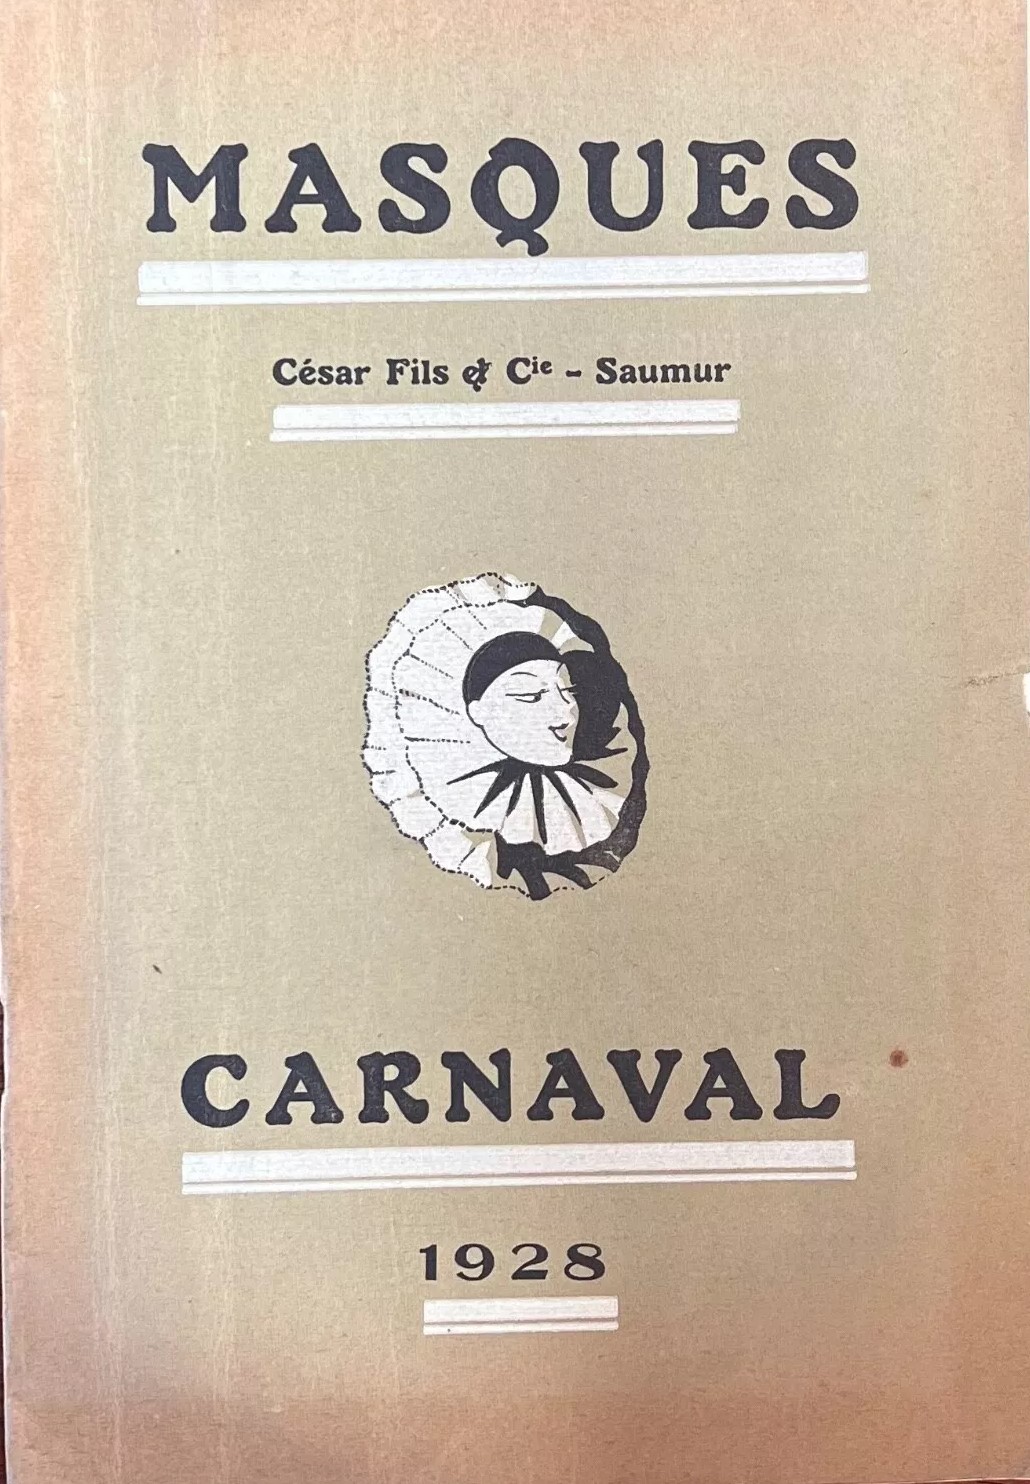 MASQUES
César Fils & Cie - Saumur
CARNAVAL
1928